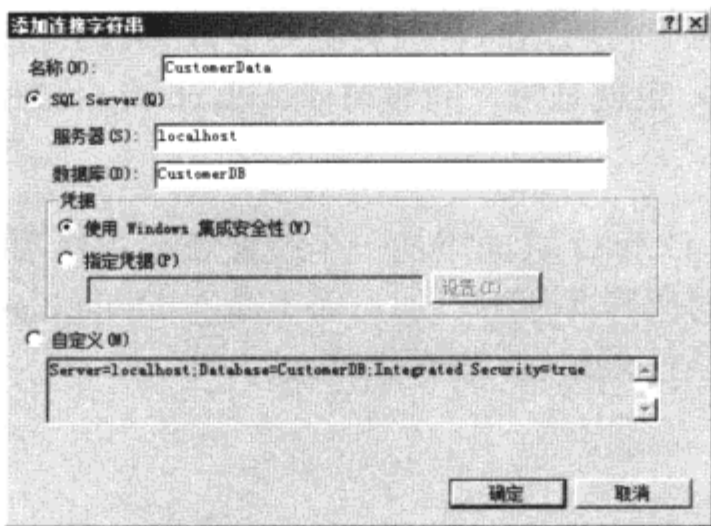 添加连接字符串
名称(N): CustomerData
SQL Server(Q)
服务器(S): localhost
数据库(D): CustomerDB
凭据
使用 Windows 集成安全性(W)
指定凭据(P)
设置(T)...
自定义(M)
Server=localhost;Database=CustomerDB;Integrated Security=true
确定 取消